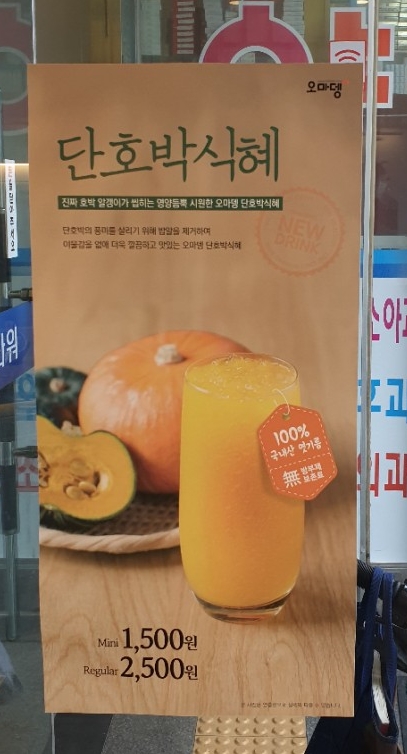 오마뎅
단호박식혜
진짜 호박 알갱이가 씹히는 영양듬뿍 시원한 오마뎅 단호박식혜
단호박의 풍미를 살리기 위해 밥알을 제거하여
이물감을 없애 더욱 깔끔하고 맛있는 오마뎅 단호박식혜
NEW
DRINK
100%
국내산 엿기름
無 방부제
보존료
Mini 1,500원
Regular 2,500원
소아과
의과